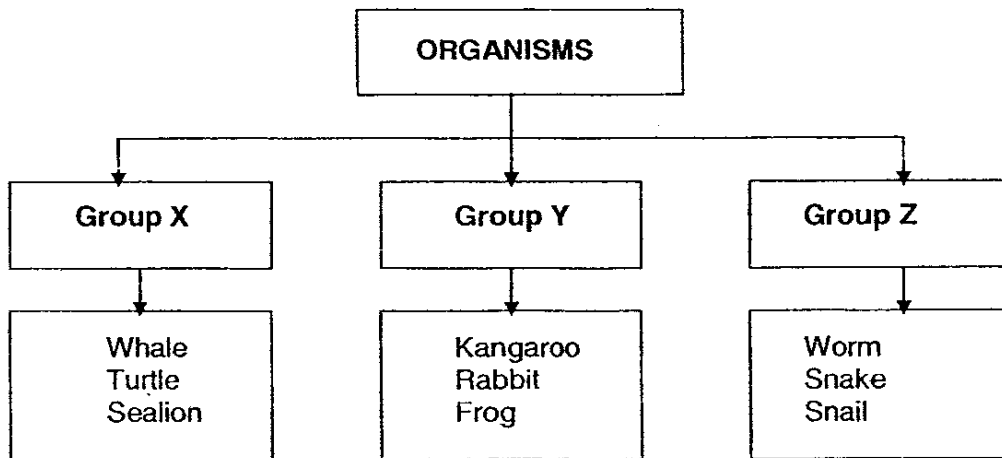 ORGANISMS
Group X
Group Y
Group Z
Whale
Turtle
Sealion
Kangaroo
Rabbit
Frog
Worm
Snake
Snail